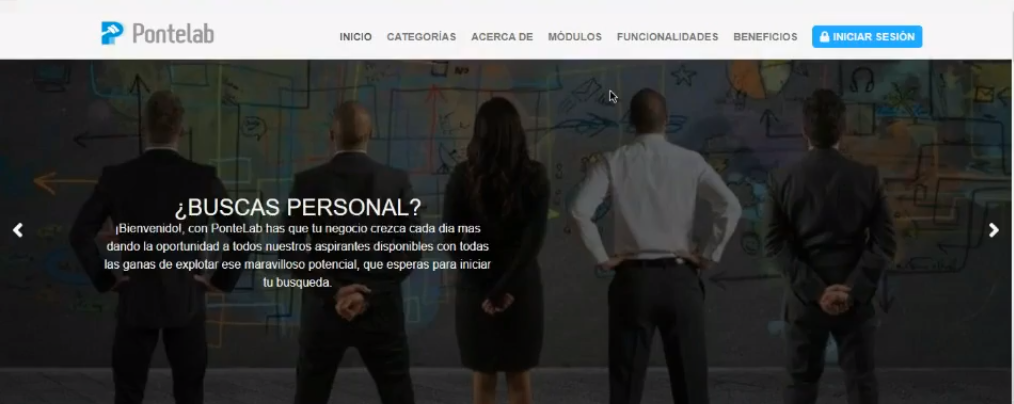 Pontelab
INICIO CATEGORÍAS ACERCA DE MÓDULOS FUNCIONALIDADES BENEFICIOS INICIAR SESIÓN
NO
¿BUSCAS PERSONAL?
¡Bienvenido!, con PonteLab has que tu negocio crezca cada dia mas
dando la oportunidad a todos nuestros aspirantes disponibles con todas
las ganas de explotar ese maravilloso potencial, que esperas para iniciar
tu busqueda.